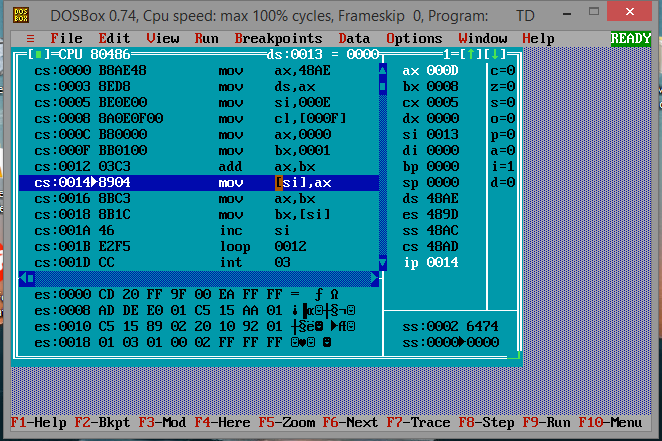 DOSBox 0.74, Cpu speed: max 100% cycles, Frameskip 0, Program: TD
≡ File Edit View Run Breakpoints Data Options Window Help READY
[■]=CPU 80486 ds:0013 = 0000 1=[↑][↓]
cs:0000 B8AE48 mov ax,48AE ax 000D c=0
cs:0003 8ED8 mov ds,ax bx 0008 z=0
cs:0005 BE0E00 mov si,000E cx 0005 s=0
cs:0008 8A0E0F00 mov cl,[000F] dx 0000 o=0
cs:000C BB0000 mov ax,0000 si 0013 p=0
cs:000F BB0100 mov bx,0001 di 0000 a=0
cs:0012 03C3 add ax,bx bp 0000 i=1
cs:0014►8904 mov [si],ax sp 0000 d=0
cs:0016 8BC3 mov ax,bx ds 48AE
cs:0018 8B1C mov bx,[si] es 489D
cs:001A 46 inc si ss 48AC
cs:001B E2F5 loop 0012 cs 48AD
cs:001D CC int 03 ip 0014
es:0000 CD 20 FF 9F 00 EA FF FF = ƒ Ω
es:0008 AD DE E0 01 C5 15 AA 01
es:0010 C5 15 89 02 20 10 92 01 ss:0002 6474
es:0018 01 03 01 00 02 FF FF FF ss:0000►0000
F1-Help F2-Bkpt F3-Mod F4-Here F5-Zoom F6-Next F7-Trace F8-Step F9-Run F10-Menu